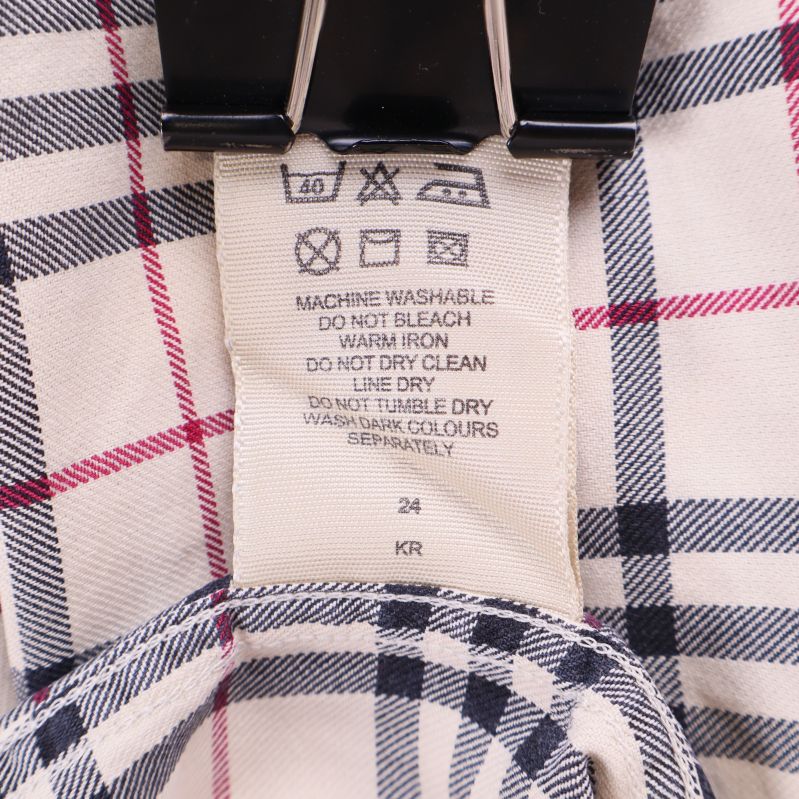 40
MACHINE WASHABLE
DO NOT BLEACH
WARM IRON
DO NOT DRY CLEAN
LINE DRY
DO NOT TUMBLE DRY
WASH DARK COLOURS
SEPARATELY
24
KR